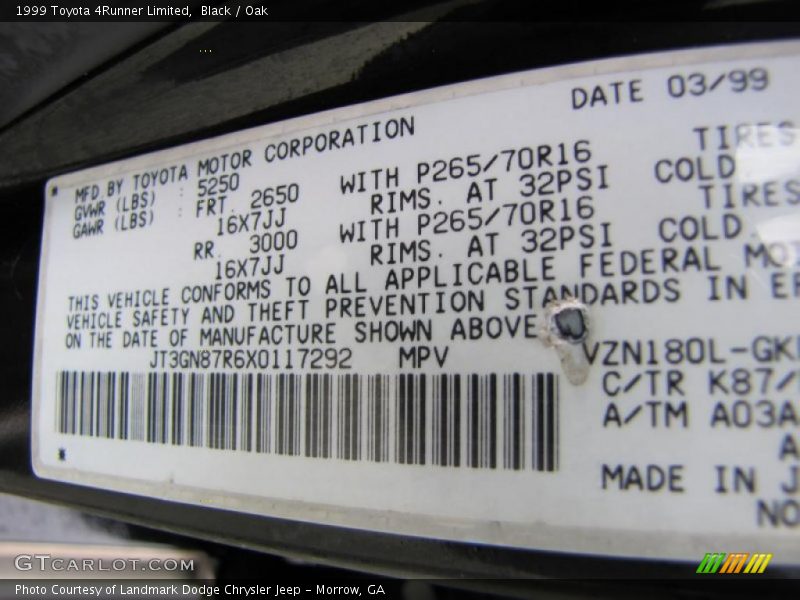 1999 Toyota 4Runner Limited, Black / Oak
DATE 03/99
MFD BY TOYOTA MOTOR CORPORATION
GVWR (LBS) : 5250
GAWR (LBS) : FRT. 2650 WITH P265/70R16 TIRES
16X7JJ RIMS. AT 32PSI COLD
RR. 3000 WITH P265/70R16 TIRES
16X7JJ RIMS. AT 32PSI COLD.
THIS VEHICLE CONFORMS TO ALL APPLICABLE FEDERAL
VEHICLE SAFETY AND THEFT PREVENTION STANDARDS IN
ON THE DATE OF MANUFACTURE SHOWN ABOVE
JT3GN87R6X0117292 MPV
VZN180L-GK
C/TR K87/
A/TM A03A
MADE IN J
GTCARLOT.COM
Photo Courtesy of Landmark Dodge Chrysler Jeep – Morrow, GA